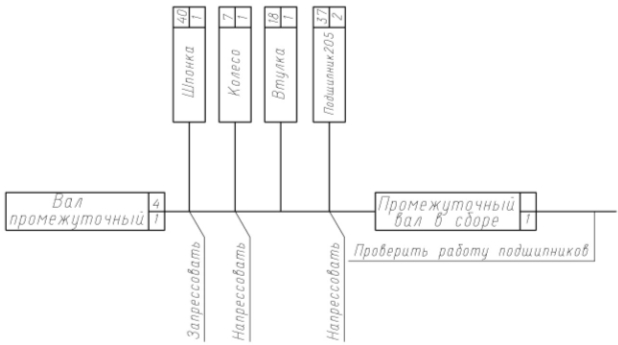 40 1
Шпонка
7 1
Колесо
18 1
Втулка
37 2
Подшипник205
Вал
промежуточный
4
1
Промежуточный
вал в сборе
1
Запрессовать
Напрессовать
Напрессовать
Проверить работу подшипников